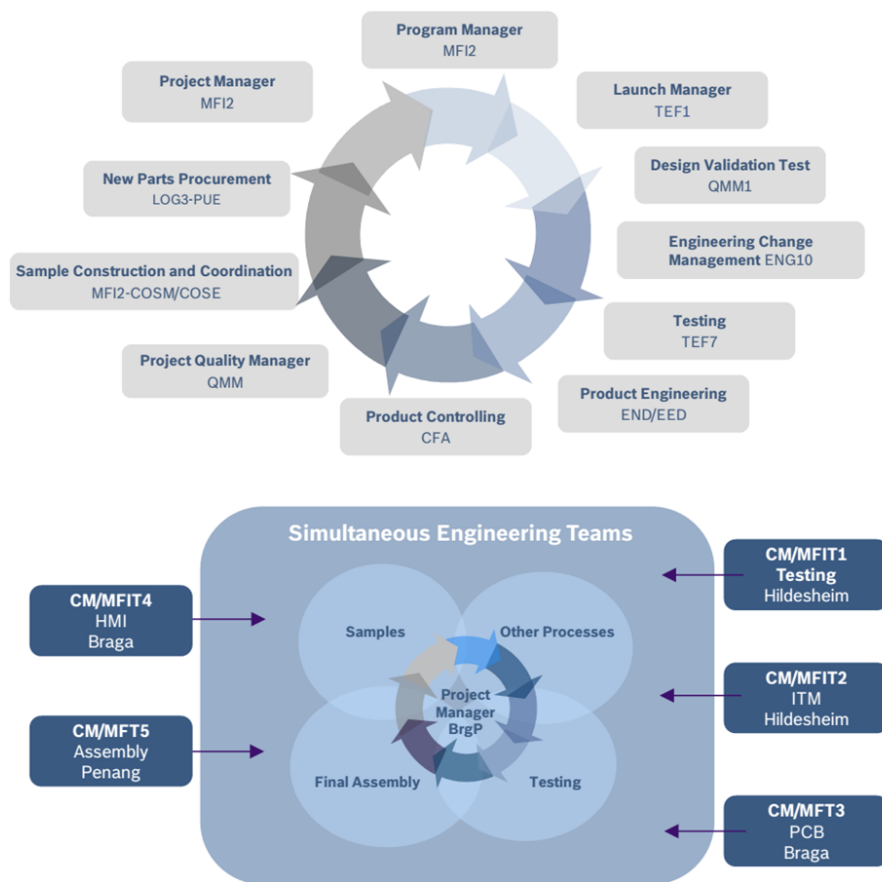 Program Manager
MFI2
Project Manager
MFI2
Launch Manager
TEF1
New Parts Procurement
LOG3-PUE
Design Validation Test
QMM1
Engineering Change
Management ENG10
Sample Construction and Coordination
MFI2-COSM/COSE
Testing
TEF7
Project Quality Manager
QMM
Product Engineering
END/EED
Product Controlling
CFA
Simultaneous Engineering Teams
CM/MFIT1
Testing
Hildesheim
CM/MFIT4
HMI
Braga
Samples
Other Processes
Project
Manager
BrgP
CM/MFIT2
ITM
Hildesheim
CM/MFT5
Assembly
Penang
Final Assembly
Testing
CM/MFT3
PCB
Braga